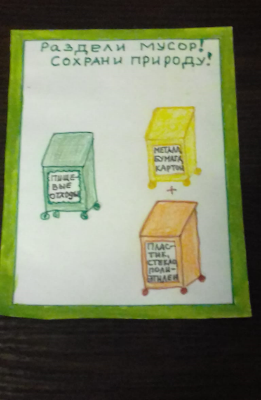 Раздели мусор!
Сохрани природу!
Пище-
вые
отходы
Металл,
бумага,
картон
+
Плас-
тик,
стекло
поли-
этилен